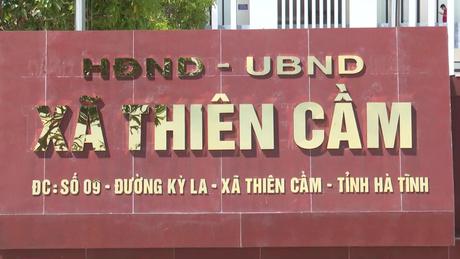 HĐND - UBND
XÃ THIÊN CẦM
ĐC: SỐ 09 - ĐƯỜNG KỲ LA - XÃ THIÊN CẦM - TỈNH HÀ TĨNH